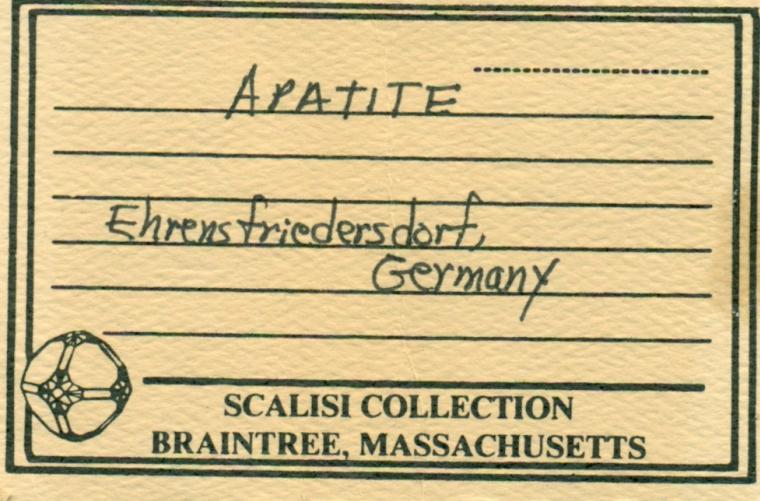 APATITE
Ehrensfriedersdorf,
Germany
SCALISI COLLECTION
BRAINTREE, MASSACHUSETTS